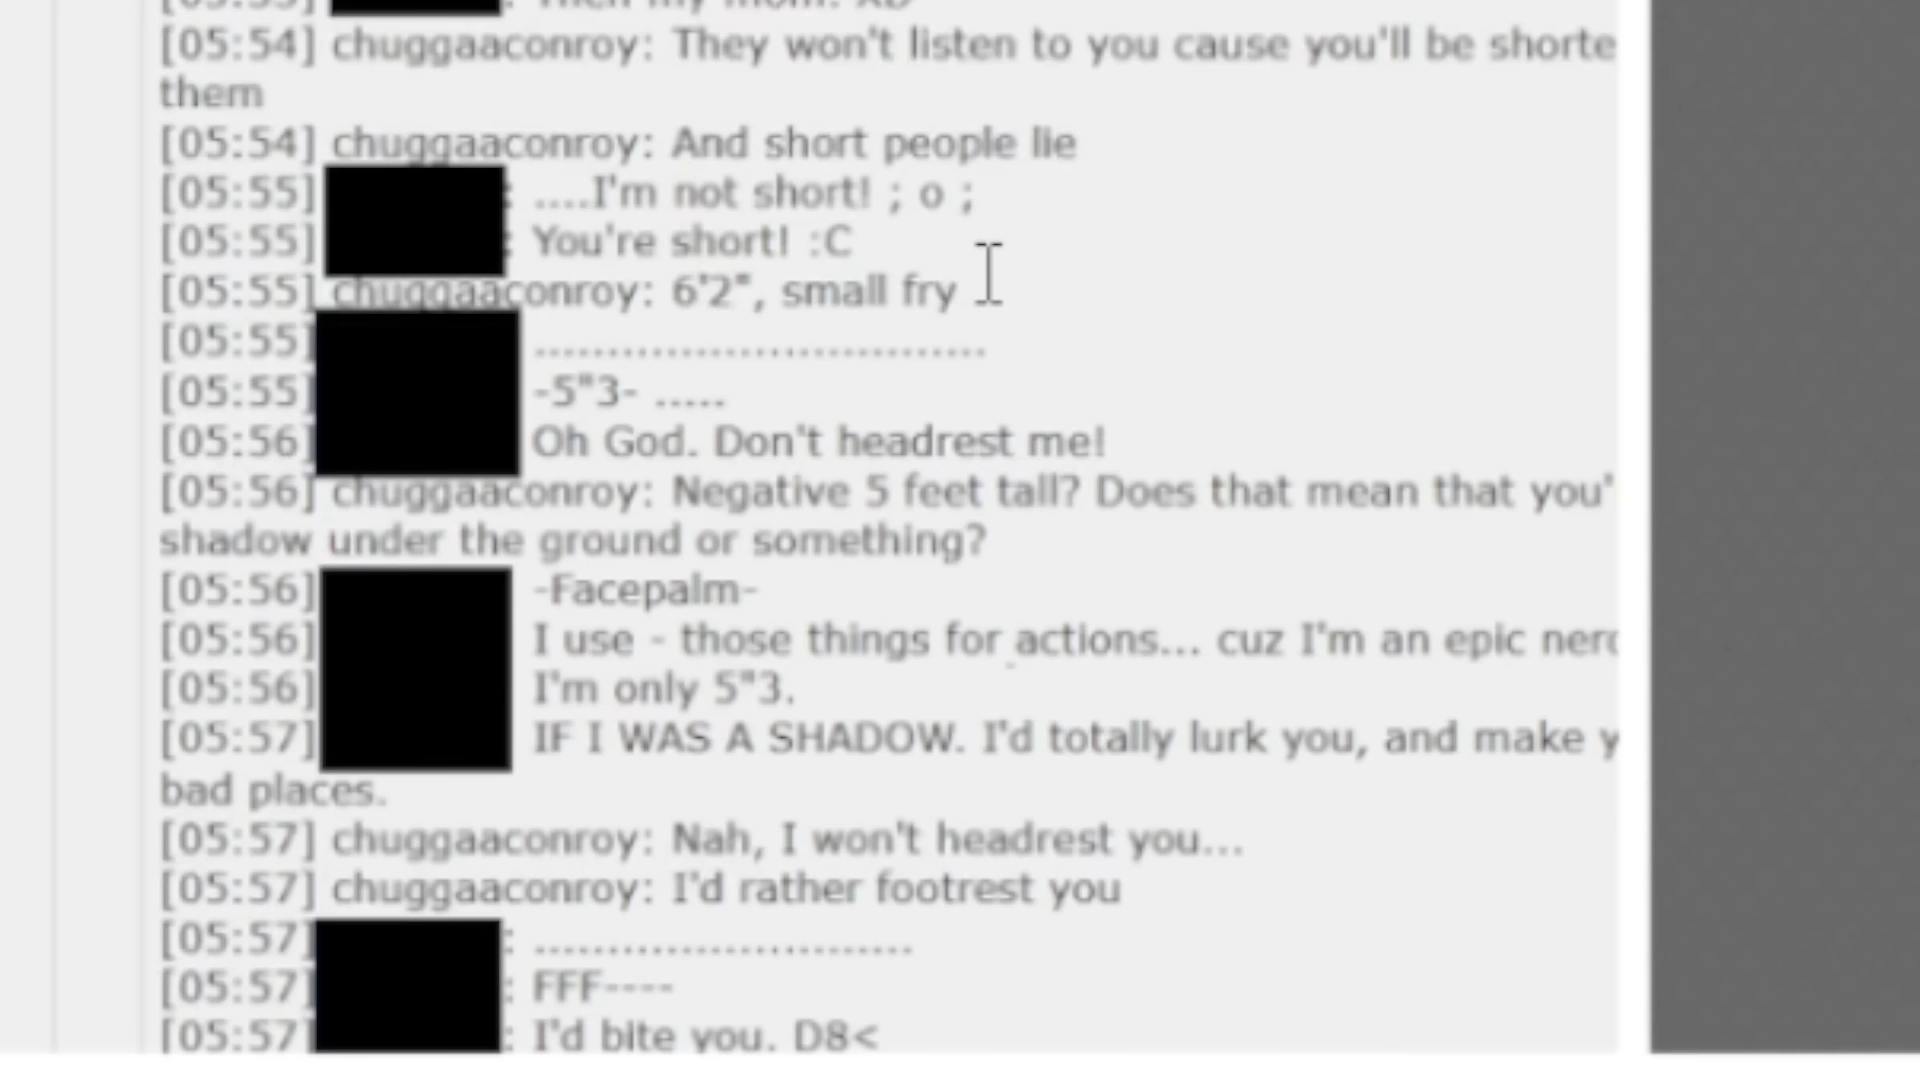 [05:53] : Then my mom. XD
[05:54] chuggaaconroy: They won't listen to you cause you'll be shorte
them
[05:54] chuggaaconroy: And short people lie
[05:55] : ....I'm not short! ; o ;
[05:55] : You're short! :C
[05:55] chuggaaconroy: 6'2", small fry
[05:55] ...............................
[05:55] -5"3- .....
[05:56] Oh God. Don't headrest me!
[05:56] chuggaaconroy: Negative 5 feet tall? Does that mean that you'
shadow under the ground or something?
[05:56] -Facepalm-
[05:56] I use - those things for actions... cuz I'm an epic nerd
[05:56] I'm only 5"3.
[05:57] IF I WAS A SHADOW. I'd totally lurk you, and make y
bad places.
[05:57] chuggaaconroy: Nah, I won't headrest you...
[05:57] chuggaaconroy: I'd rather footrest you
[05:57] : ..........................
[05:57] : FFF----
[05:57] : I'd bite you. D8<